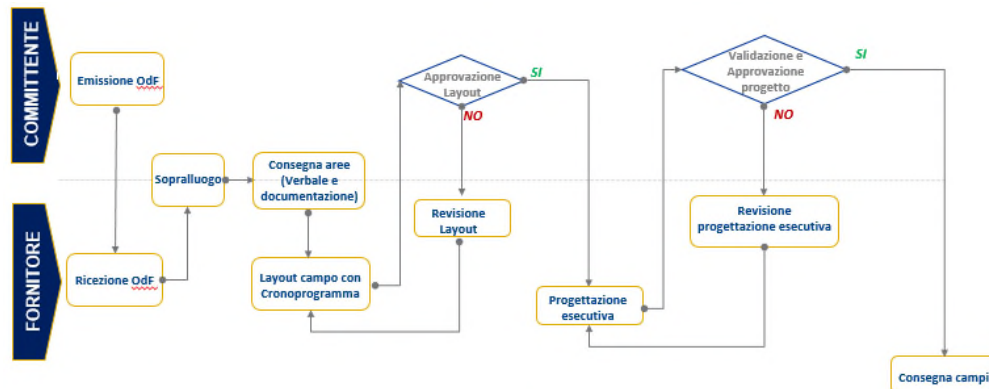 COMMITTENTE
Emissione OdF
Approvazione
Layout
SI
NO
Validazione e
Approvazione
progetto
SI
NO
Sopralluogo
Consegna aree
(Verbale e
documentazione)
Revisione
Layout
Revisione
progettazione esecutiva
FORNITORE
Ricezione OdF
Layout campo con
Cronoprogramma
Progettazione
esecutiva
Consegna campi